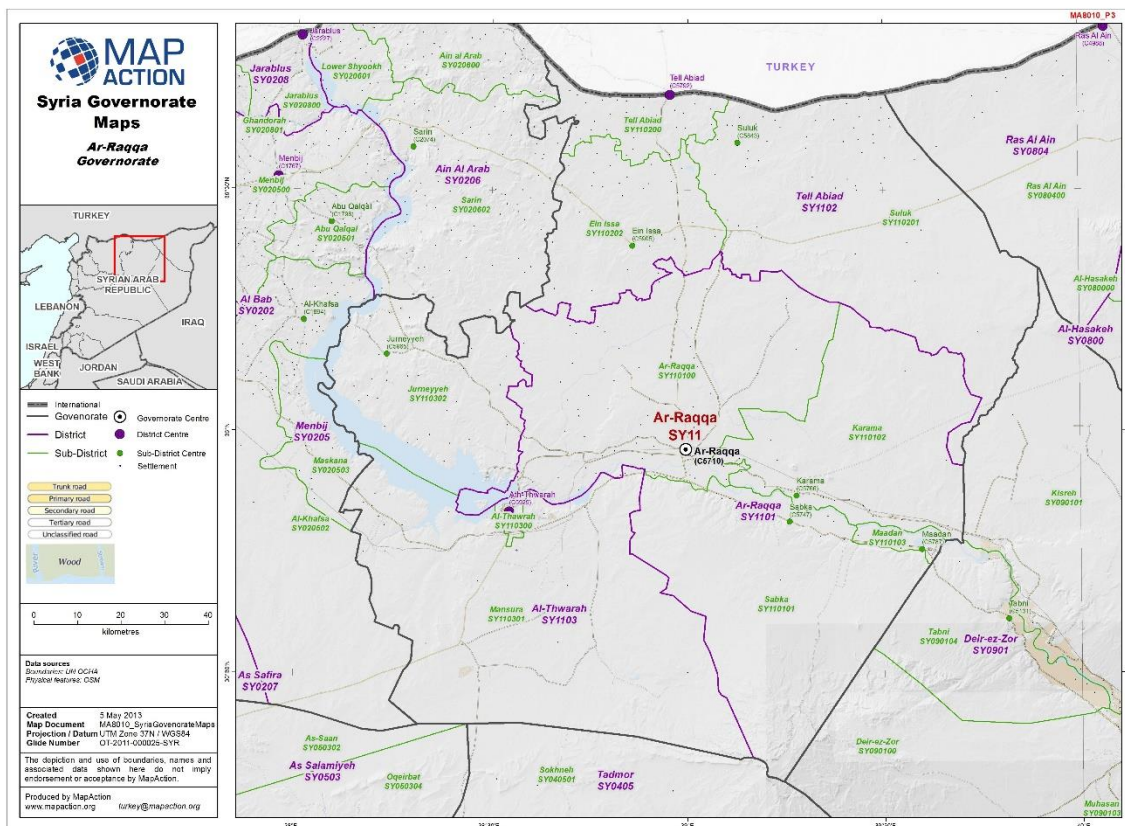 MA8010_P3
MAP
ACTION
Syria Governorate
Maps
Ar-Raqqa
Governorate
TURKEY
SYRIAN ARAB
REPUBLIC
LEBANON
IRAQ
ISRAEL
WEST
BANK
JORDAN
SAUDI ARABIA
International
Govenorate
Governorate Centre
District
District Centre
Sub-District
Sub-District Centre
Settlement
Trunk road
Primary road
Secondary road
Tertiary road
Unclassified road
River
Wood
0 10 20 30 40
kilometres
Data sources
Boundaries: UN OCHA
Physical features: OSM
Created 5 May 2013
Map Document MA8010_SyriaGovenorateMaps
Projection / Datum UTM Zone 37N / WGS84
Glide Number OT-2011-000025-SYR
The depiction and use of boundaries, names and
associated data shown here do not imply
endorsement or acceptance by MapAction.
Produced by MapAction
www.mapaction.org turkey@mapaction.org
Jarablus
Jarablus
SY0208
Lower Shyookh
SY020601
Ain al Arab
SY020600
Jarablus
SY020800
Ghandorah
SY020801
Sarin
Menbij
Menbij
SY020500
Ain Al Arab
SY0206
Sarin
SY020602
Abu Qalqal
Abu Qalqal
SY020501
Al Bab
SY0202
Al-Khafsa
Jurneyyeh
Jurneyyeh
SY110302
Menbij
SY0205
Maskana
SY020503
Al-Khafsa
SY020502
TURKEY
Tell Abiad
Tell Abiad
SY110200
Suluk
Ras Al Ain
Ras Al Ain
SY0804
Ras Al Ain
SY080400
Tell Abiad
SY1102
Suluk
SY110201
Ein Issa
SY110202
Ein Issa
Al-Hasakeh
SY080000
Al-Hasakeh
SY0800
Ar-Raqqa
SY110100
Ar-Raqqa
SY11
Ar-Raqqa
(C5710)
Karama
SY110102
Karama
Sabka
Ar-Raqqa
SY1101
Maadan
SY110103
Maadan
Kisreh
SY090101
Ath-Thwarah
Al-Thawrah
SY110300
Mansura
SY110301
Al-Thwarah
SY1103
Sabka
SY110101
Tabni
Tabni
SY090104
Deir-ez-Zor
SY0901
Deir-ez-Zor
SY090100
Muhasan
SY090103
As Safira
SY0207
As-Saan
SY050302
As Salamiyeh
SY0503
Oqeirbat
SY050304
Sokhneh
SY040501
Tadmor
SY0405